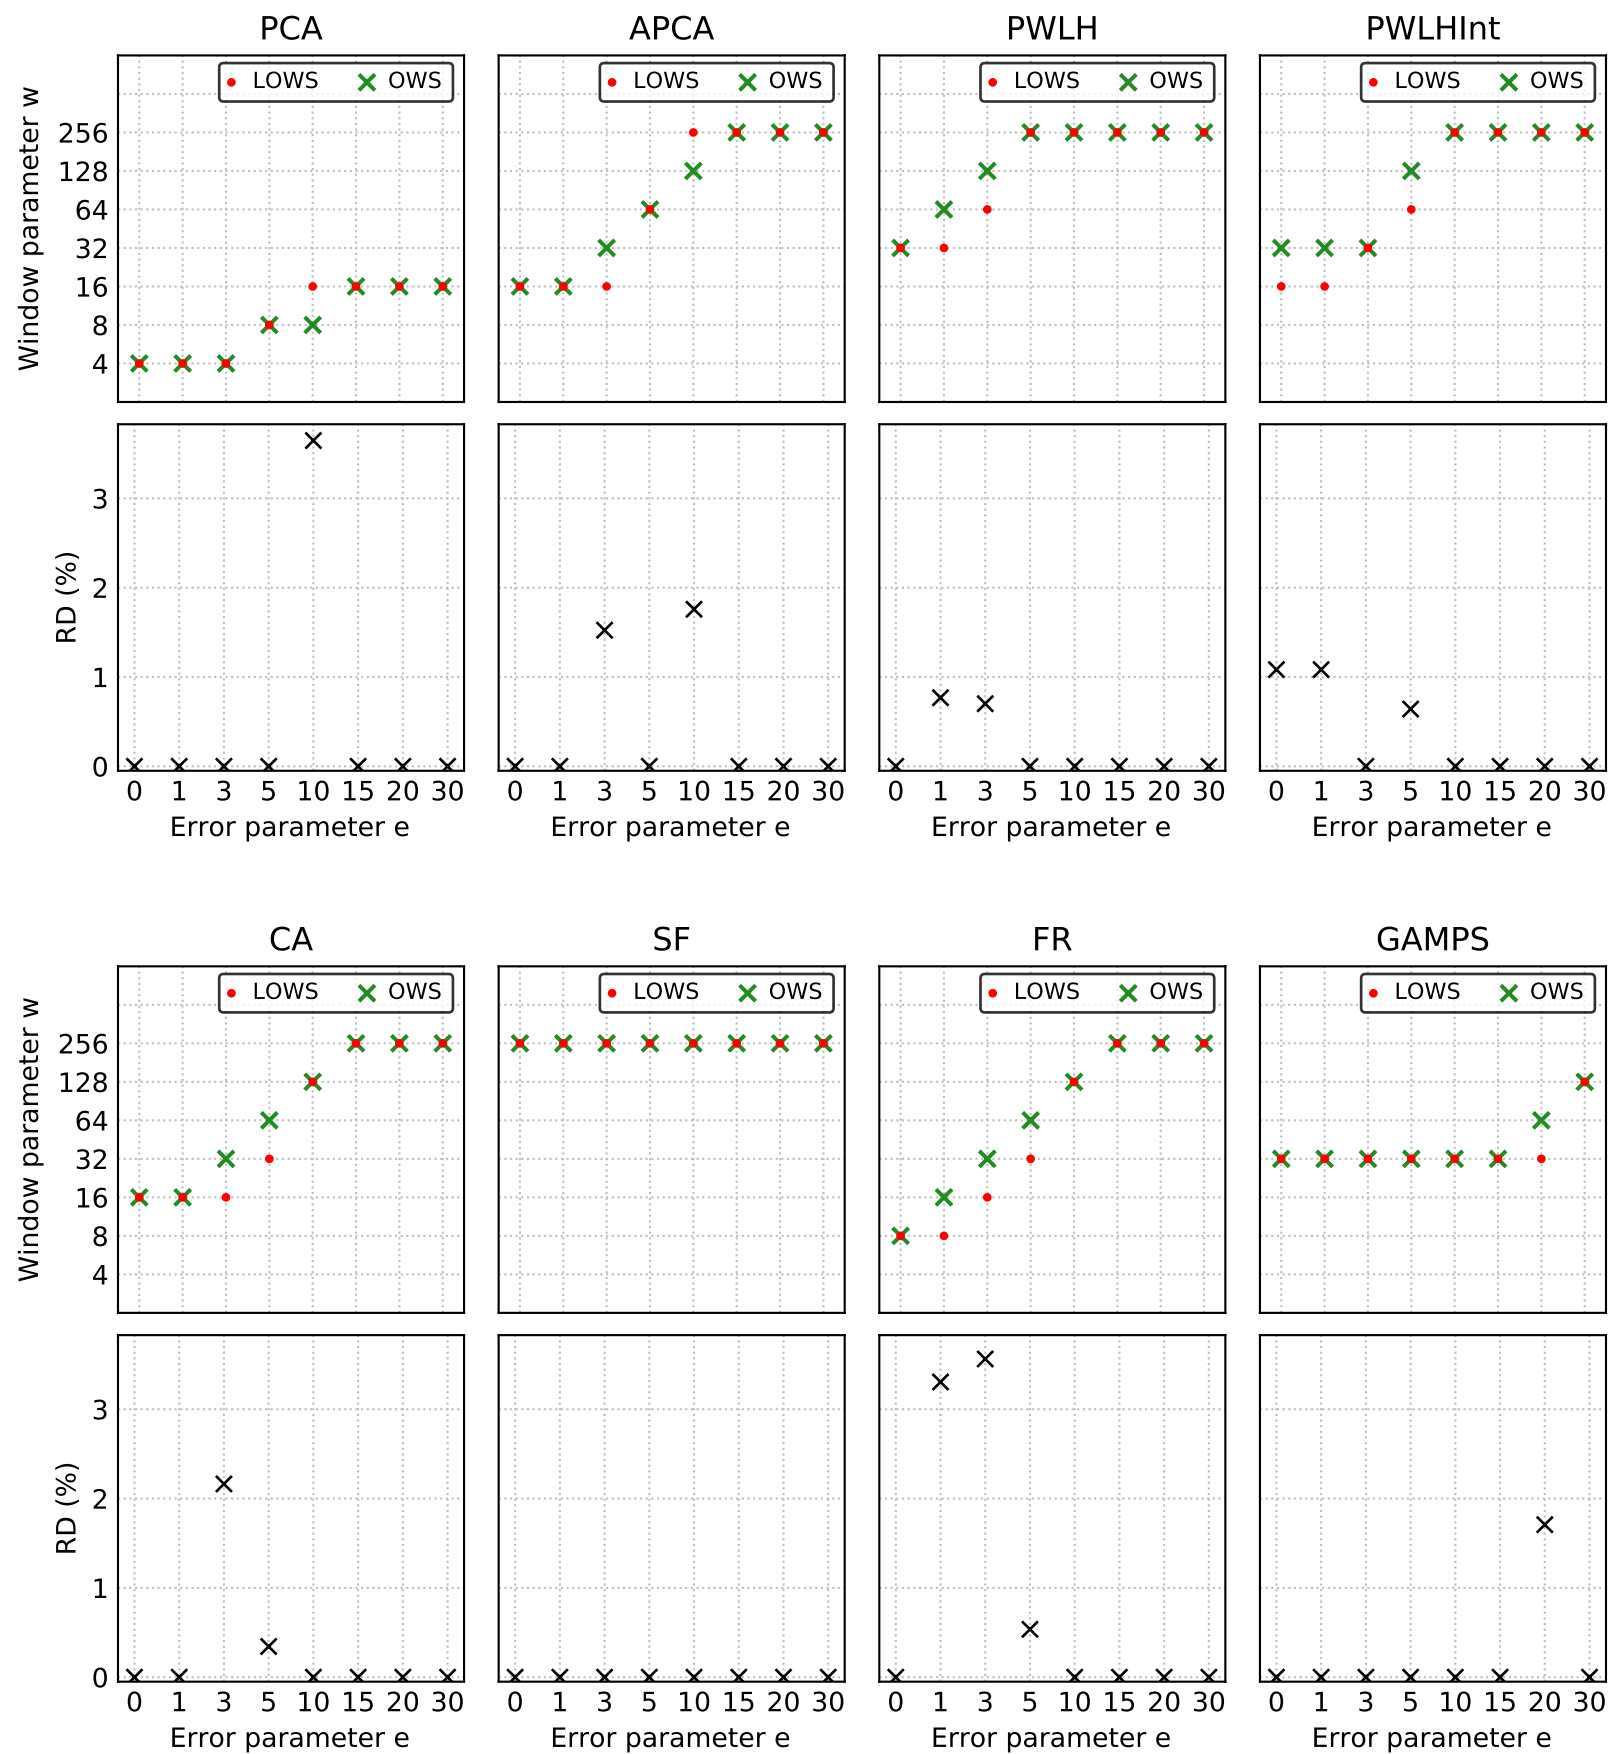 PCA APCA PWLH PWLHInt
LOWS OWS LOWS OWS LOWS OWS LOWS OWS
Window parameter w
256
128
64
32
16
8
4
RD (%)
3
2
1
0
0 1 3 5 10 15 20 30 0 1 3 5 10 15 20 30 0 1 3 5 10 15 20 30 0 1 3 5 10 15 20 30
Error parameter e Error parameter e Error parameter e Error parameter e
CA SF FR GAMPS
LOWS OWS LOWS OWS LOWS OWS LOWS OWS
Window parameter w
256
128
64
32
16
8
4
RD (%)
3
2
1
0
0 1 3 5 10 15 20 30 0 1 3 5 10 15 20 30 0 1 3 5 10 15 20 30 0 1 3 5 10 15 20 30
Error parameter e Error parameter e Error parameter e Error parameter e